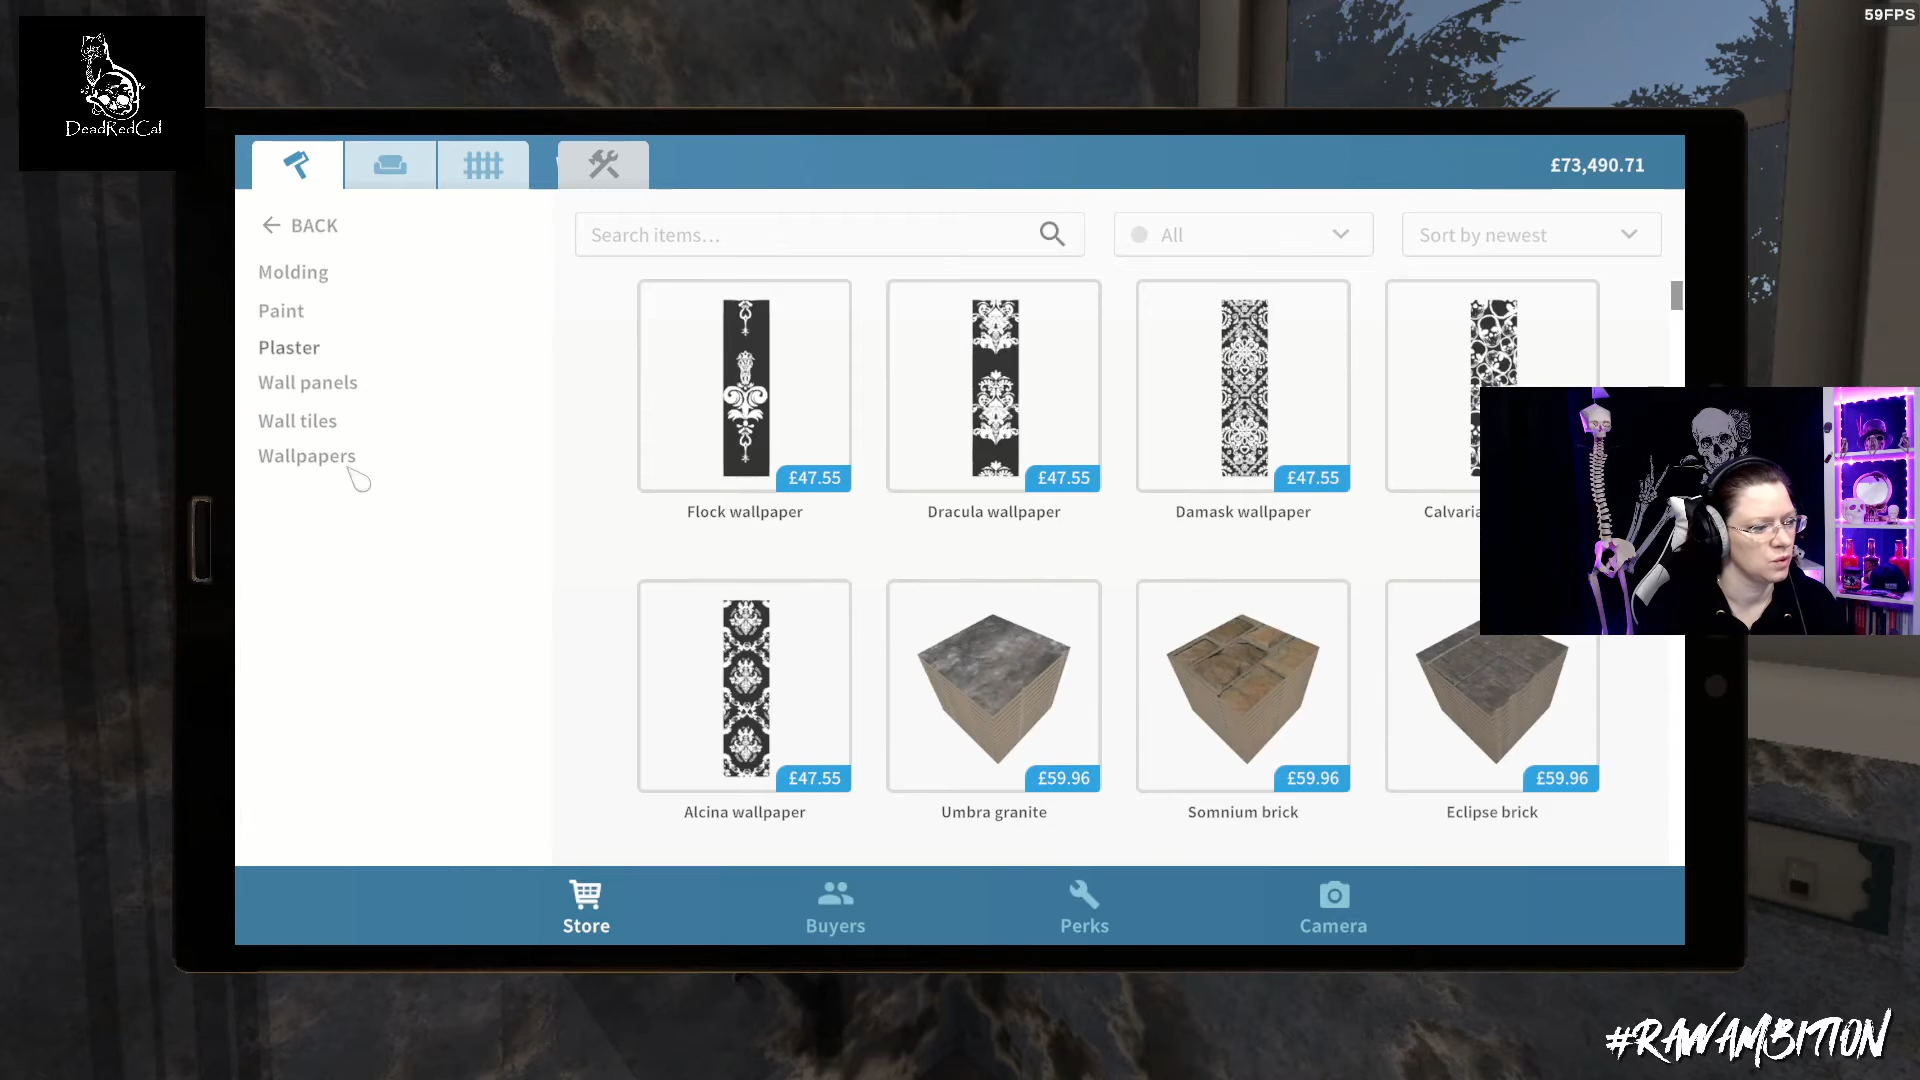 59FPS
DeadRedCal
£73,490.71
BACK
Molding
Paint
Plaster
Wall panels
Wall tiles
Wallpapers
Search items...
All
Sort by newest
£47.55
£47.55
£47.55
Flock wallpaper
Dracula wallpaper
Damask wallpaper
£47.55
£59.96
£59.96
£59.96
Alcina wallpaper
Umbra granite
Somnium brick
Eclipse brick
Store
Buyers
Perks
Camera
#RAWAMBITION